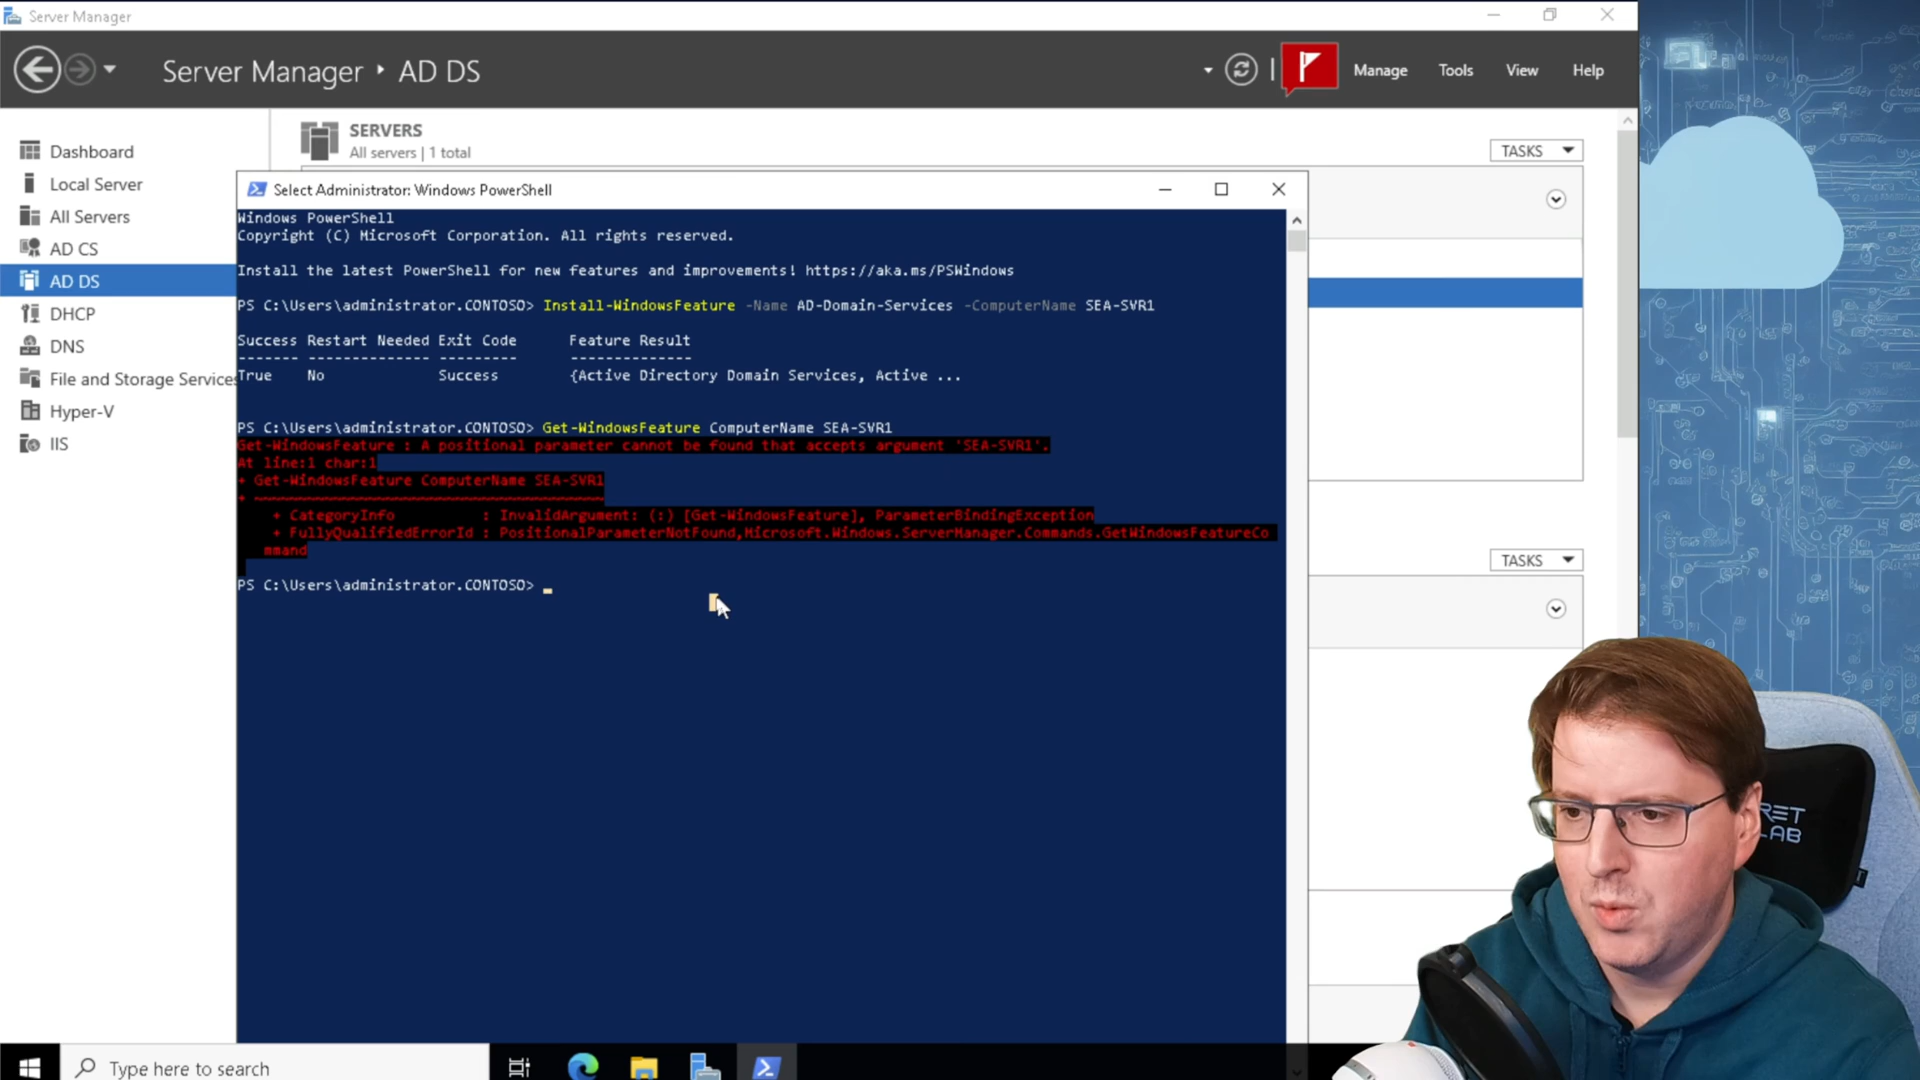 Server Manager
Server Manager ‣ AD DS
Manage
Tools
View
Help
Dashboard
Local Server
All Servers
AD CS
AD DS
DHCP
DNS
File and Storage Services
Hyper-V
IIS
SERVERS
All servers | 1 total
TASKS
Select Administrator: Windows PowerShell
Windows PowerShell
Copyright (C) Microsoft Corporation. All rights reserved.
Install the latest PowerShell for new features and improvements! https://aka.ms/PSWindows
PS C:\Users\administrator.CONTOSO> Install-WindowsFeature -Name AD-Domain-Services -ComputerName SEA-SVR1
Success Restart Needed Exit Code      Feature Result
------- -------------- ---------      --------------
True    No             Success        {Active Directory Domain Services, Active ...
PS C:\Users\administrator.CONTOSO> Get-WindowsFeature ComputerName SEA-SVR1
Get-WindowsFeature : A positional parameter cannot be found that accepts argument 'SEA-SVR1'.
At line:1 char:1
+ Get-WindowsFeature ComputerName SEA-SVR1
+ ~~~~~~~~~~~~~~~~~~~~~~~~~~~~~~~~~~~~~~~~
    + CategoryInfo          : InvalidArgument: (:) [Get-WindowsFeature], ParameterBindingException
    + FullyQualifiedErrorId : PositionalParameterNotFound,Microsoft.Windows.ServerManager.Commands.GetWindowsFeatureCo
   mmand
PS C:\Users\administrator.CONTOSO>
TASKS
RET
LAB
Type here to search